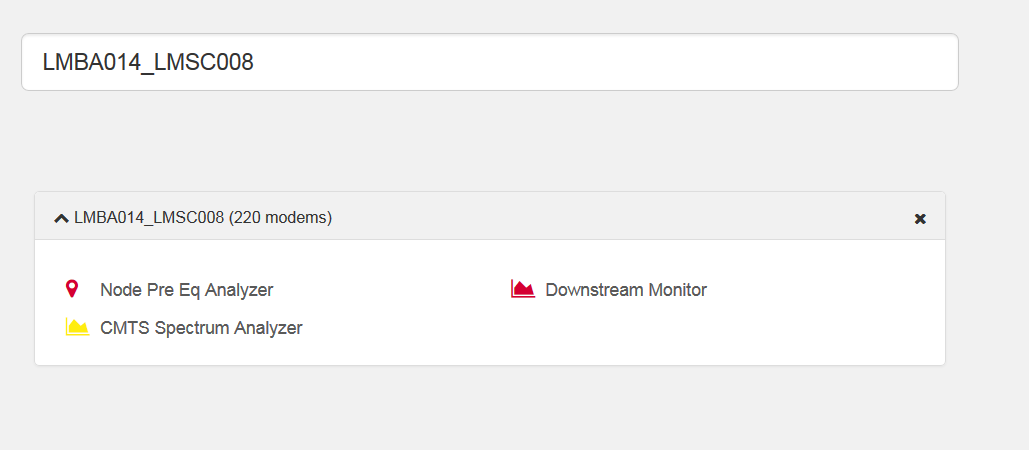 LMBA014_LMSC008
LMBA014_LMSC008 (220 modems)
Node Pre Eq Analyzer
Downstream Monitor
CMTS Spectrum Analyzer